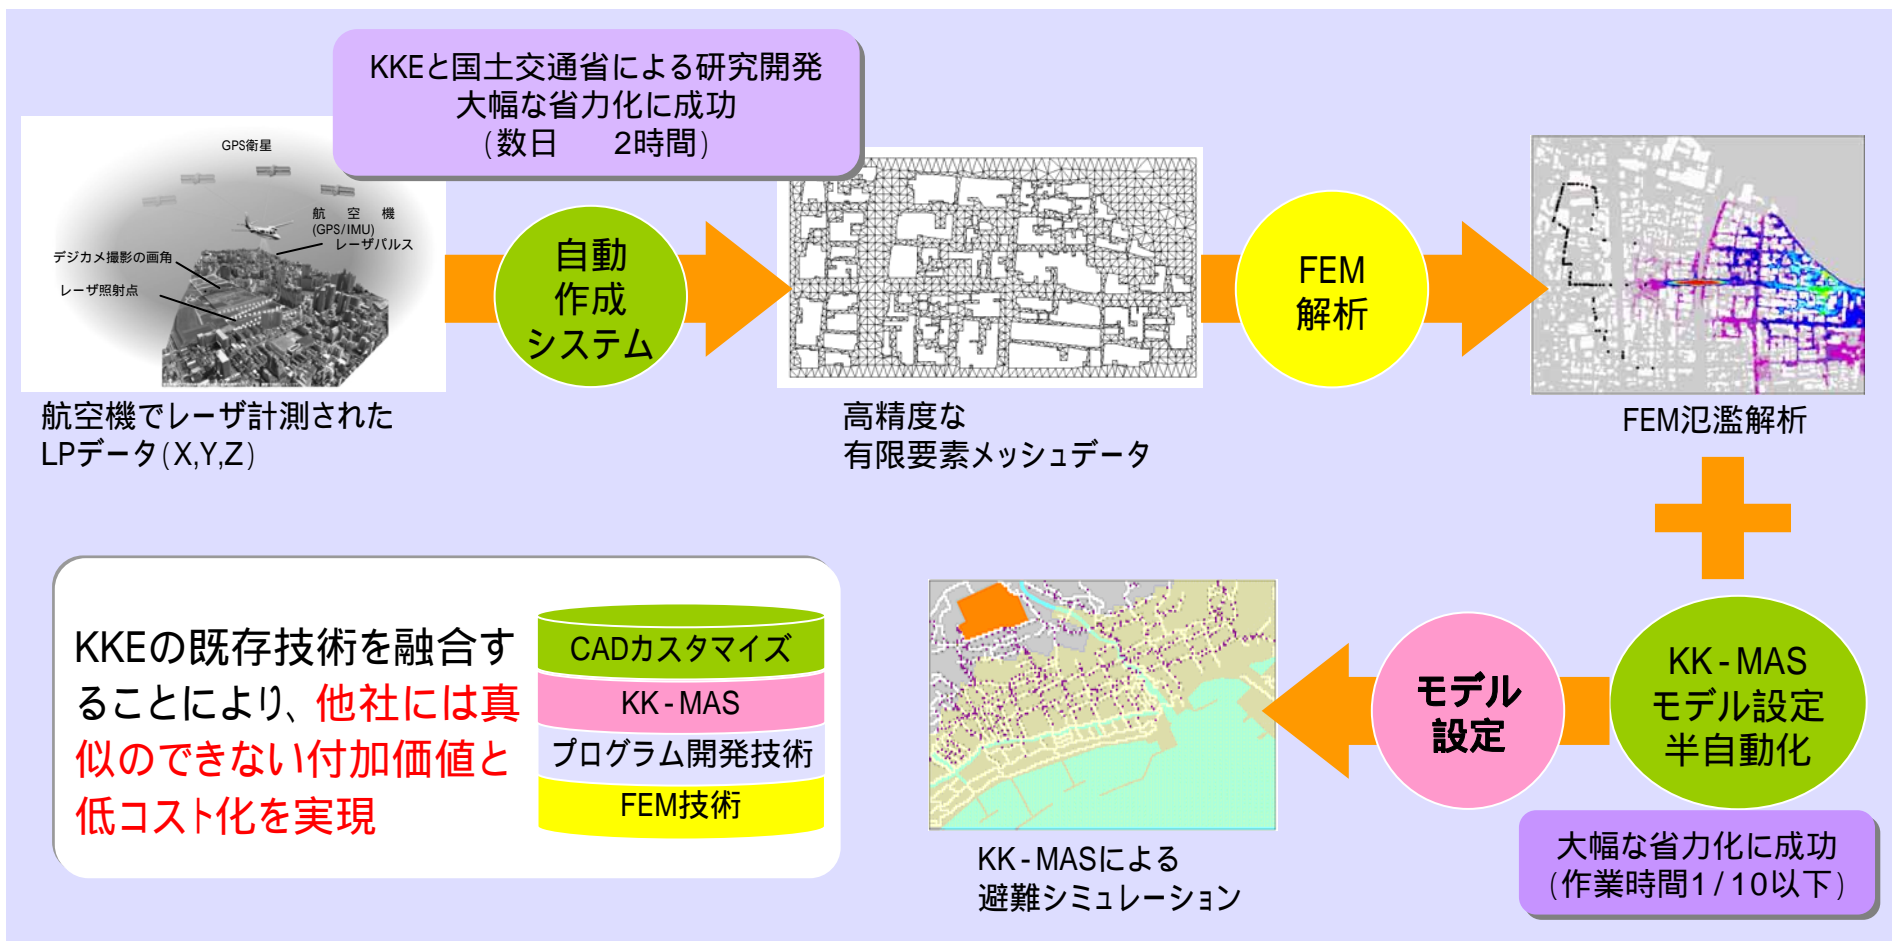 KKEと国土交通省による研究開発
大幅な省力化に成功
(数日　　2時間)
GPS衛星
航 空 機
(GPS/IMU)
レーザパルス
デジカメ撮影の画角
レーザ照射点
航空機でレーザ計測された
LPデータ(X,Y,Z)
自動
作成
システム
高精度な
有限要素メッシュデータ
FEM
解析
FEM氾濫解析
KK-MAS
モデル設定
半自動化
大幅な省力化に成功
(作業時間1/10以下)
モデル
設定
KK-MASによる
避難シミュレーション
KKEの既存技術を融合す
ることにより、他社には真
似のできない付加価値と
低コスト化を実現
CADカスタマイズ
KK-MAS
プログラム開発技術
FEM技術